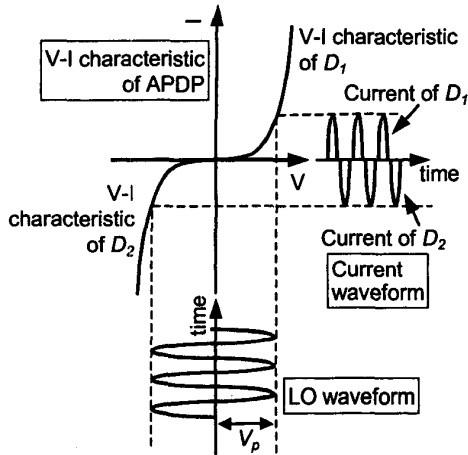 I
V-I characteristic
of APDP
V-I characteristic
of D1
Current of D1
V
time
V-I
characteristic
of D2
Current of D2
Current
waveform
time
LO waveform
Vp